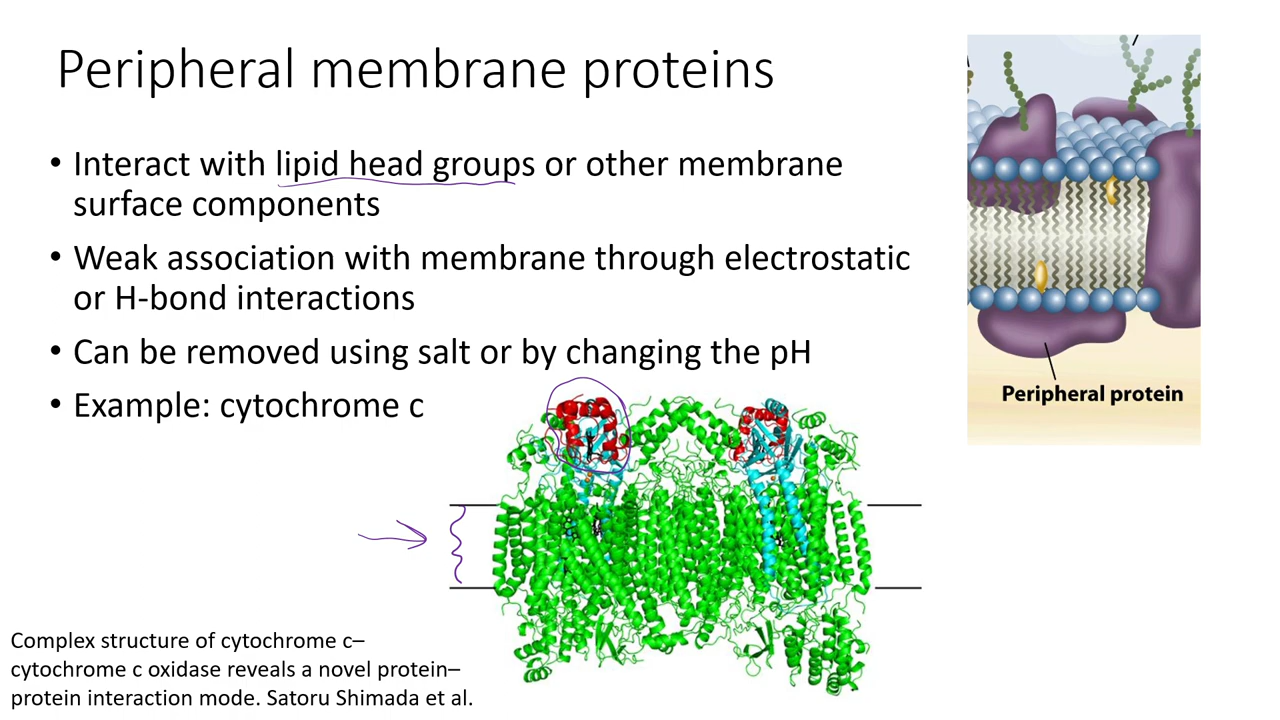 Peripheral membrane proteins
• Interact with lipid head groups or other membrane
surface components
• Weak association with membrane through electrostatic
or H-bond interactions
• Can be removed using salt or by changing the pH
• Example: cytochrome c
Peripheral protein
Complex structure of cytochrome c–
cytochrome c oxidase reveals a novel protein–
protein interaction mode. Satoru Shimada et al.